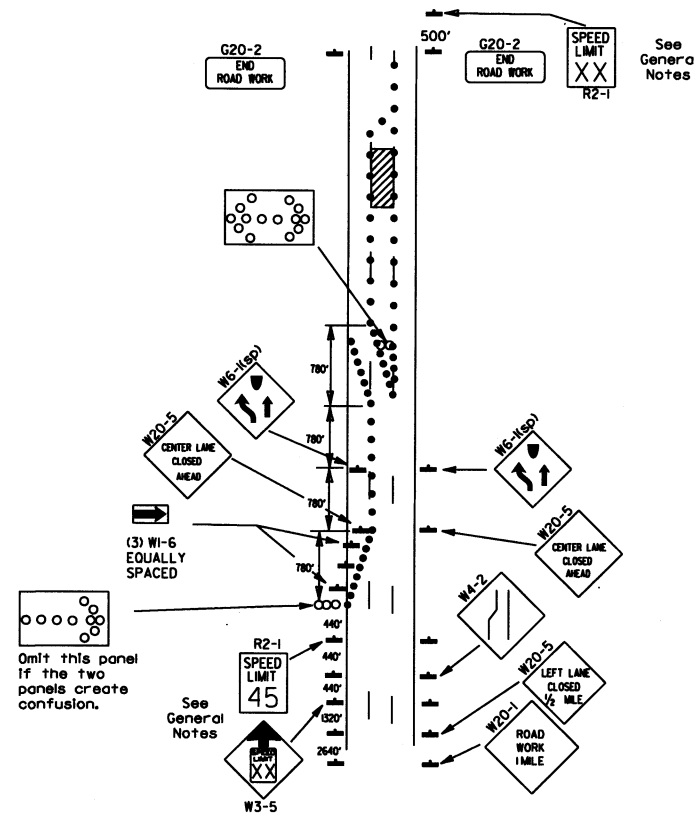 500'
G20-2
END
ROAD WORK
G20-2
END
ROAD WORK
SPEED
LIMIT
XX
R2-1
See
Genera
Notes
780'
W6-1(sp)
780'
W20-5
CENTER LANE
CLOSED
AHEAD
780'
W6-1(sp)
(3) W1-6
EQUALLY
SPACED
780'
W20-5
CENTER LANE
CLOSED
AHEAD
Omit this panel
if the two
panels create
confusion.
440'
R2-1
SPEED
LIMIT
45
440'
440'
1320'
2640'
W4-2
W20-5
LEFT LANE
CLOSED
1/2 MILE
See
General
Notes
SPEED
LIMIT
XX
W3-5
W20-1
ROAD
WORK
1 MILE